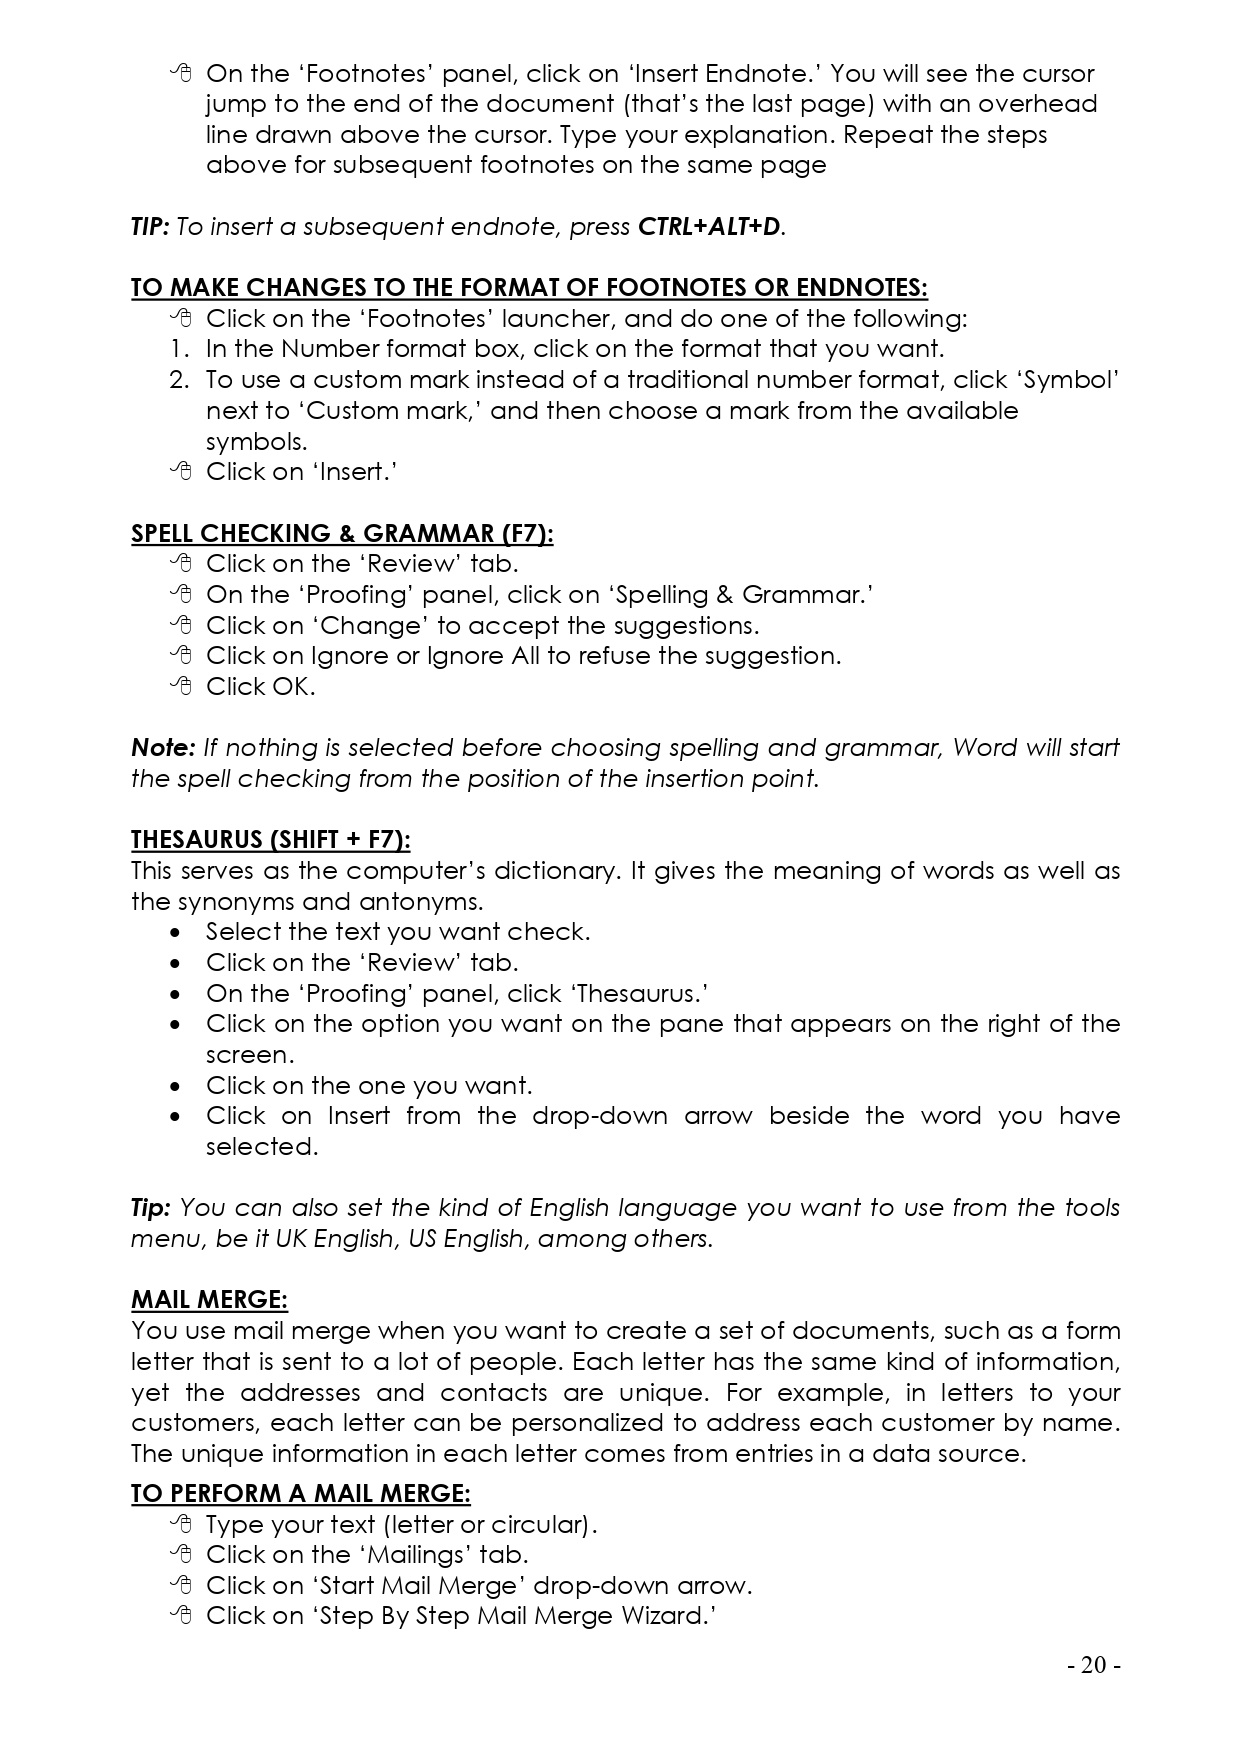 On the ‘Footnotes’ panel, click on ‘Insert Endnote.’ You will see the cursor
jump to the end of the document (that’s the last page) with an overhead
line drawn above the cursor. Type your explanation. Repeat the steps
above for subsequent footnotes on the same page
TIP: To insert a subsequent endnote, press CTRL+ALT+D.
TO MAKE CHANGES TO THE FORMAT OF FOOTNOTES OR ENDNOTES:
Click on the ‘Footnotes’ launcher, and do one of the following:
1. In the Number format box, click on the format that you want.
2. To use a custom mark instead of a traditional number format, click ‘Symbol’
next to ‘Custom mark,’ and then choose a mark from the available
symbols.
Click on ‘Insert.’
SPELL CHECKING & GRAMMAR (F7):
Click on the ‘Review’ tab.
On the ‘Proofing’ panel, click on ‘Spelling & Grammar.’
Click on ‘Change’ to accept the suggestions.
Click on Ignore or Ignore All to refuse the suggestion.
Click OK.
Note: If nothing is selected before choosing spelling and grammar, Word will start
the spell checking from the position of the insertion point.
THESAURUS (SHIFT + F7):
This serves as the computer’s dictionary. It gives the meaning of words as well as
the synonyms and antonyms.
• Select the text you want check.
• Click on the ‘Review’ tab.
• On the ‘Proofing’ panel, click ‘Thesaurus.’
• Click on the option you want on the pane that appears on the right of the
screen.
• Click on the one you want.
• Click on Insert from the drop-down arrow beside the word you have
selected.
Tip: You can also set the kind of English language you want to use from the tools
menu, be it UK English, US English, among others.
MAIL MERGE:
You use mail merge when you want to create a set of documents, such as a form
letter that is sent to a lot of people. Each letter has the same kind of information,
yet the addresses and contacts are unique. For example, in letters to your
customers, each letter can be personalized to address each customer by name.
The unique information in each letter comes from entries in a data source.
TO PERFORM A MAIL MERGE:
Type your text (letter or circular).
Click on the ‘Mailings’ tab.
Click on ‘Start Mail Merge’ drop-down arrow.
Click on ‘Step By Step Mail Merge Wizard.’
- 20 -